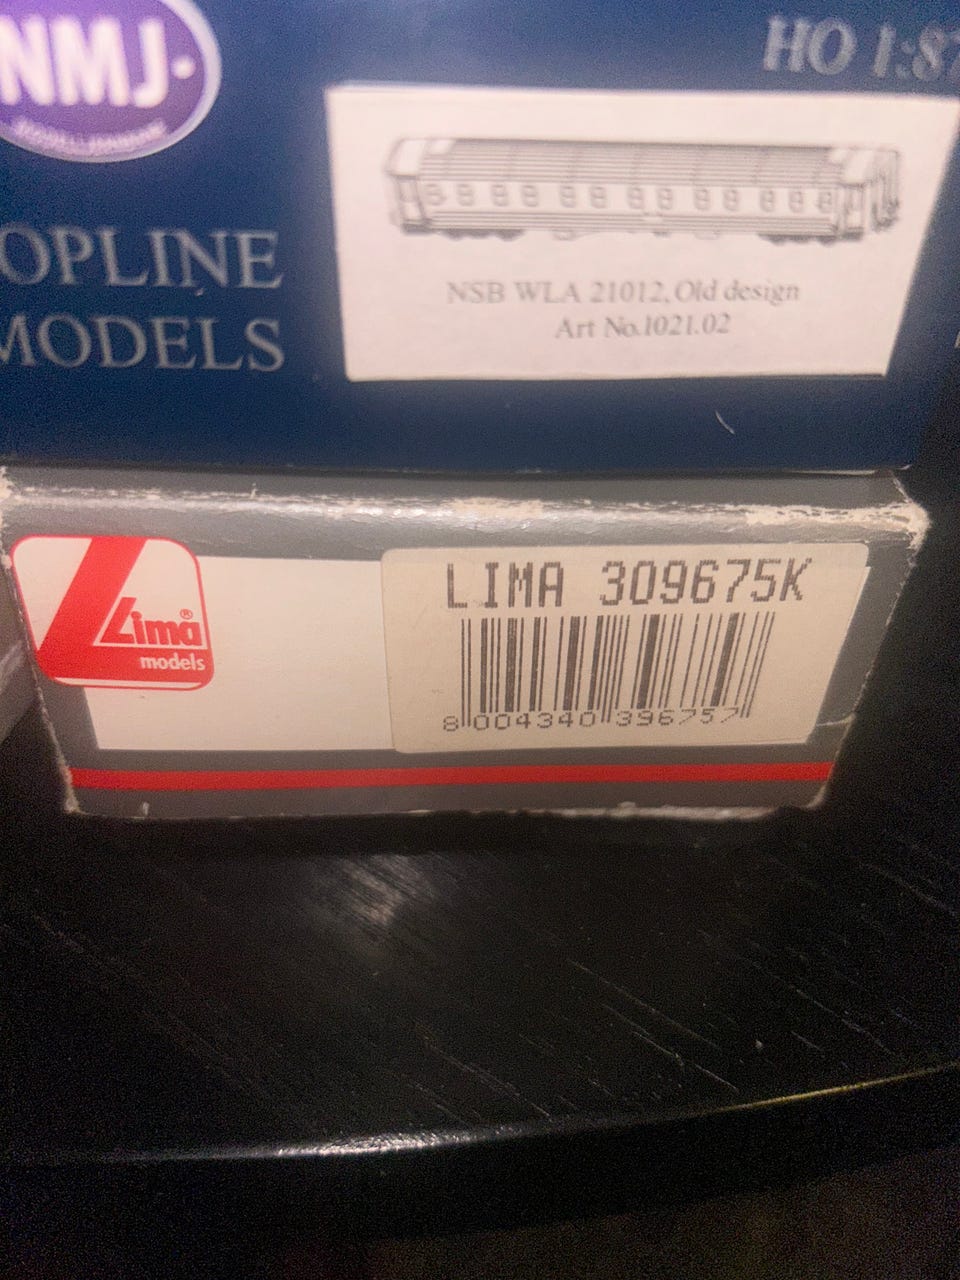 NMJ
HO 1:87
OPLINE
MODELS
NSB WLA 21012, Old design
Art No.1021.02
Lima®
models
LIMA 309675K
8 004340 396757